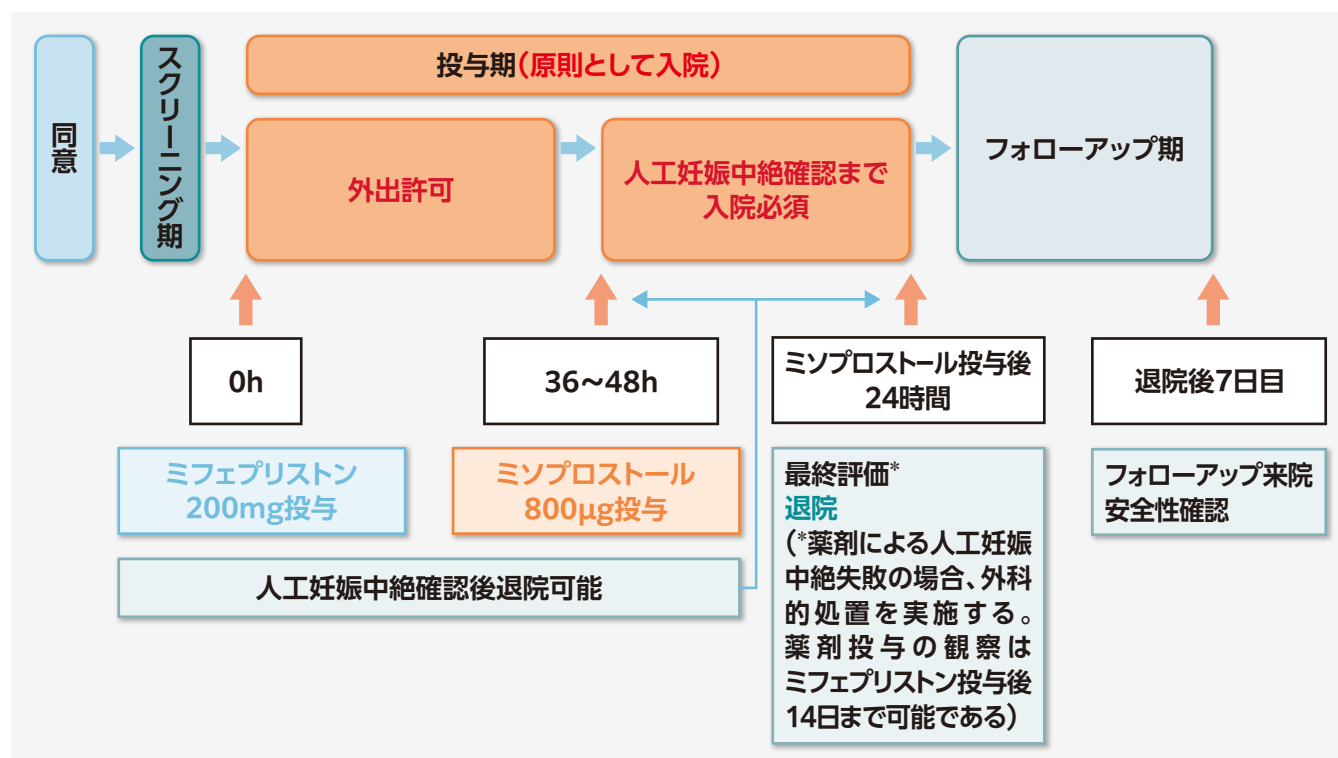 同意
スクリーニング期
投与期(原則として入院)
外出許可
人工妊娠中絶確認まで
入院必須
フォローアップ期
0h
36〜48h
ミソプロストール投与後
24時間
退院後7日目
ミフェプリストン
200mg投与
ミソプロストール
800μg投与
最終評価*
退院
(*薬剤による人工妊娠
中絶失敗の場合、外科
的処置を実施する。
薬剤投与の観察は
ミフェプリストン投与後
14日まで可能である)
フォローアップ来院
安全性確認
人工妊娠中絶確認後退院可能